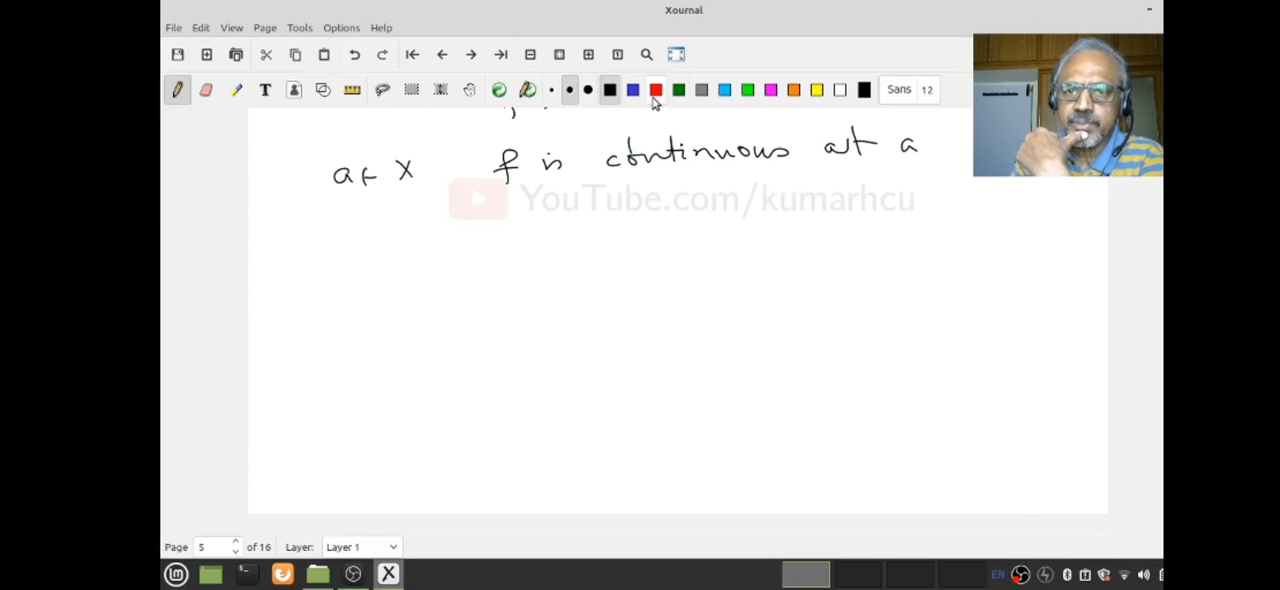 Xournal
File Edit View Page Tools Options Help
T
Sans 12
a ∈ X f is continuous at a
YouTube.com/kumarhcu
Page 5 of 16 Layer: Layer 1
EN